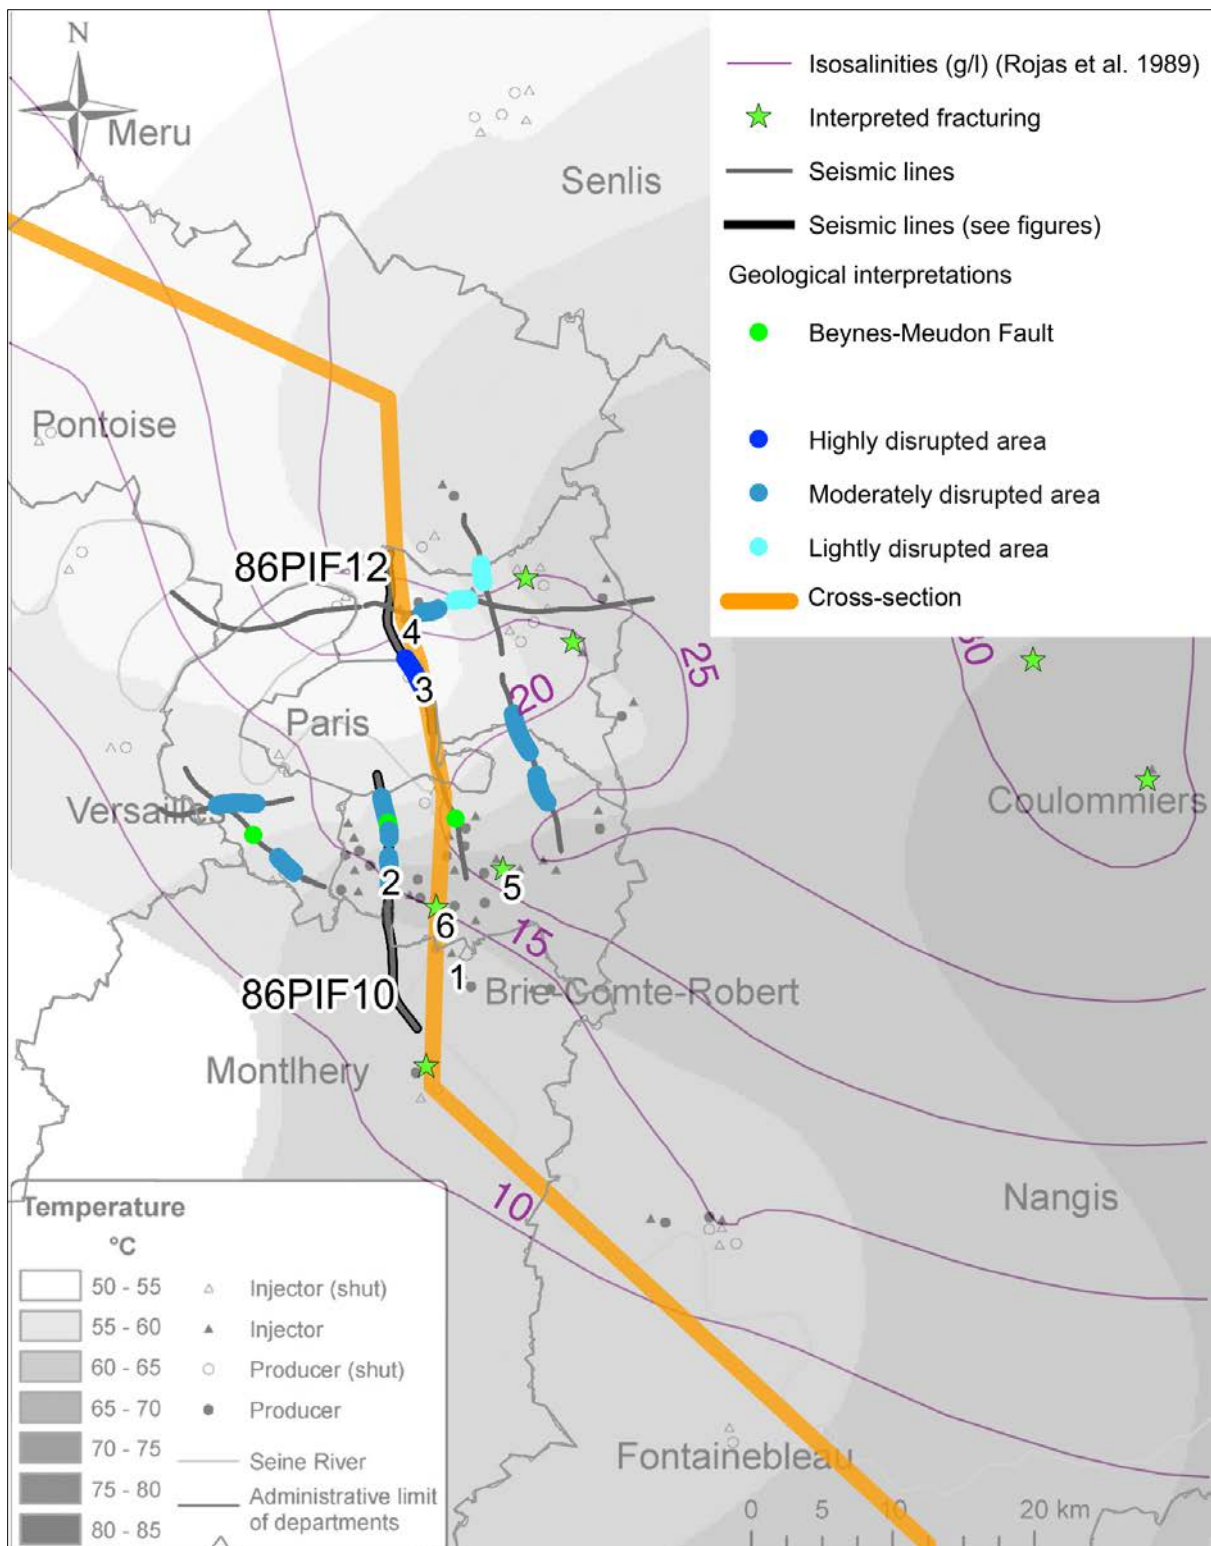 N
Meru
Senlis
Isosalinities (g/l) (Rojas et al. 1989)
Interpreted fracturing
Seismic lines
Seismic lines (see figures)
Geological interpretations
Beynes-Meudon Fault
Highly disrupted area
Moderately disrupted area
Lightly disrupted area
Cross-section
Pontoise
86PIF12
4
3
20
25
30
Paris
Versailles
Coulommiers
2
5
6
15
1
86PIF10
Brie-Comte-Robert
Montlhery
10
Nangis
Fontainebleau
Temperature
°C
50 - 55
55 - 60
60 - 65
65 - 70
70 - 75
75 - 80
80 - 85
Injector (shut)
Injector
Producer (shut)
Producer
Seine River
Administrative limit
of departments
0 5 10 20 km